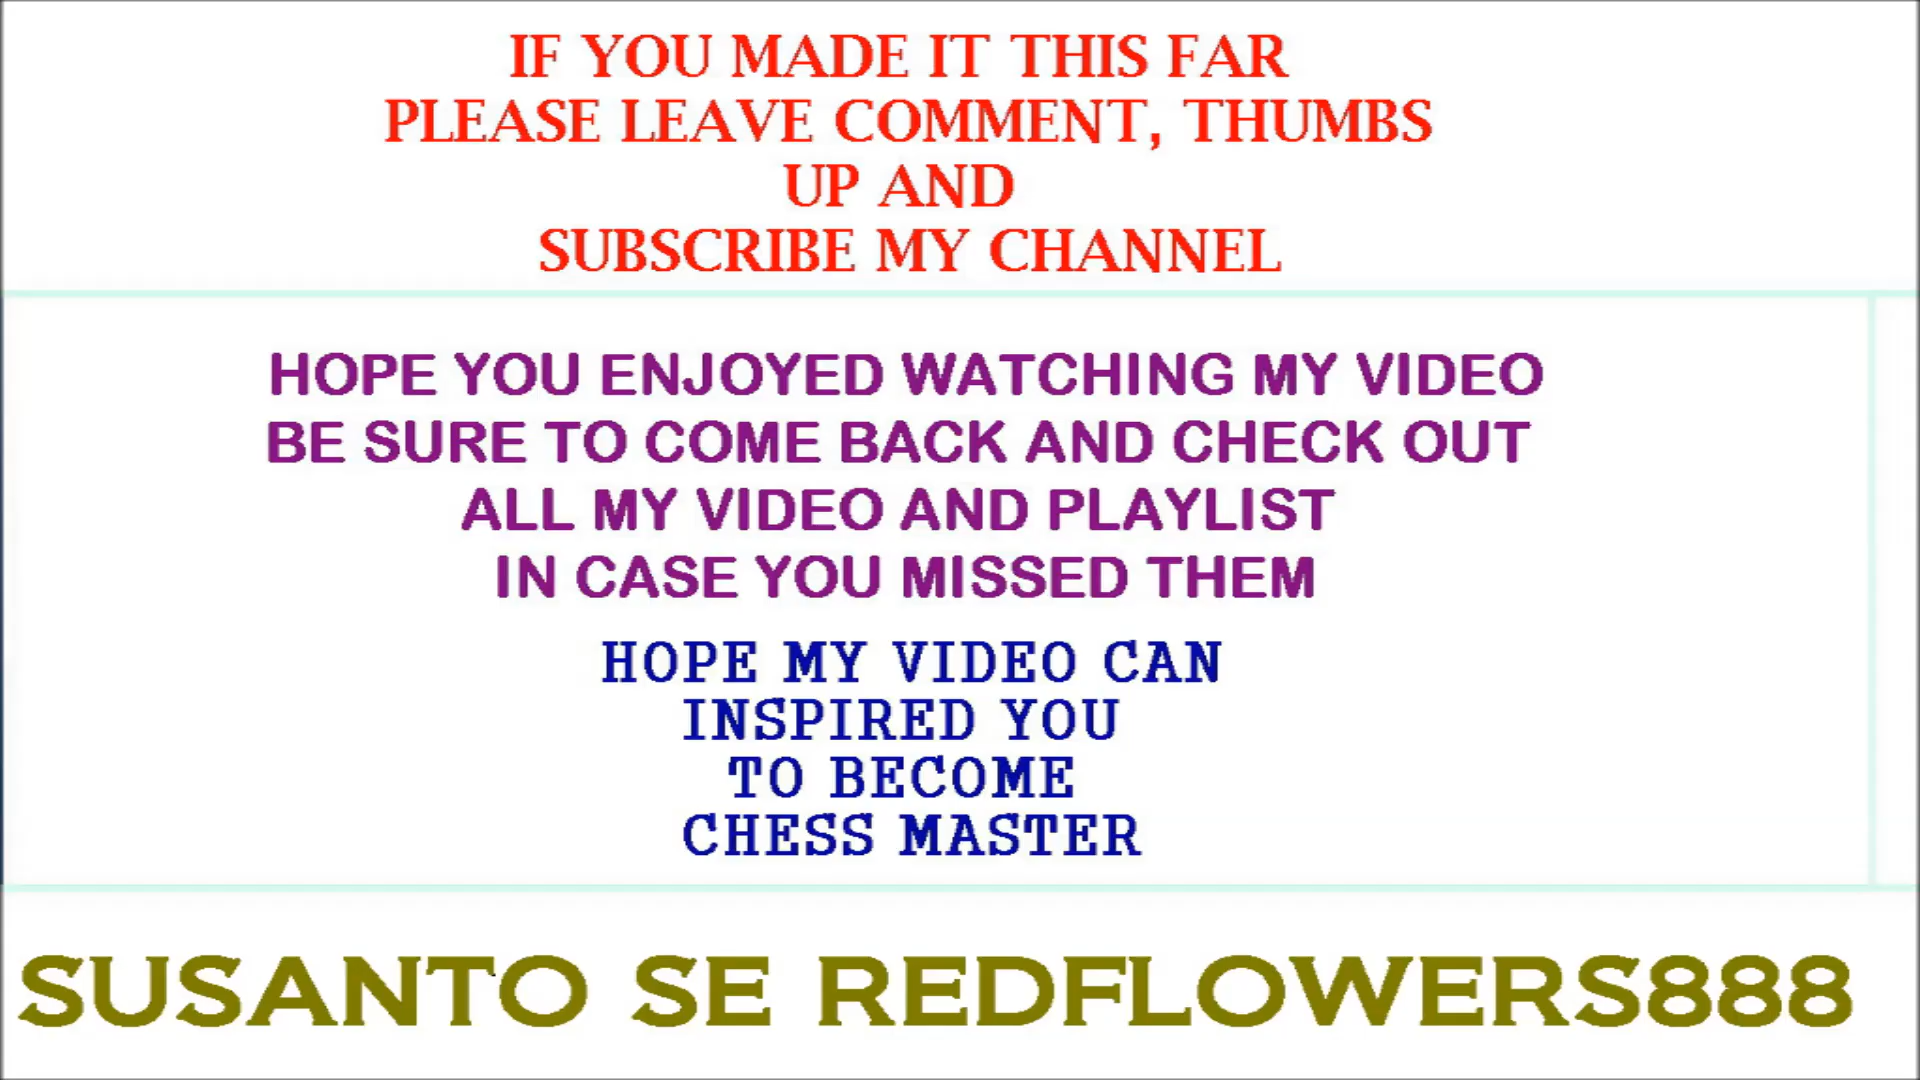 IF YOU MADE IT THIS FAR
PLEASE LEAVE COMMENT, THUMBS
UP AND
SUBSCRIBE MY CHANNEL
HOPE YOU ENJOYED WATCHING MY VIDEO
BE SURE TO COME BACK AND CHECK OUT
ALL MY VIDEO AND PLAYLIST
IN CASE YOU MISSED THEM
HOPE MY VIDEO CAN
INSPIRED YOU
TO BECOME
CHESS MASTER
SUSANTO SE REDFLOWERS888